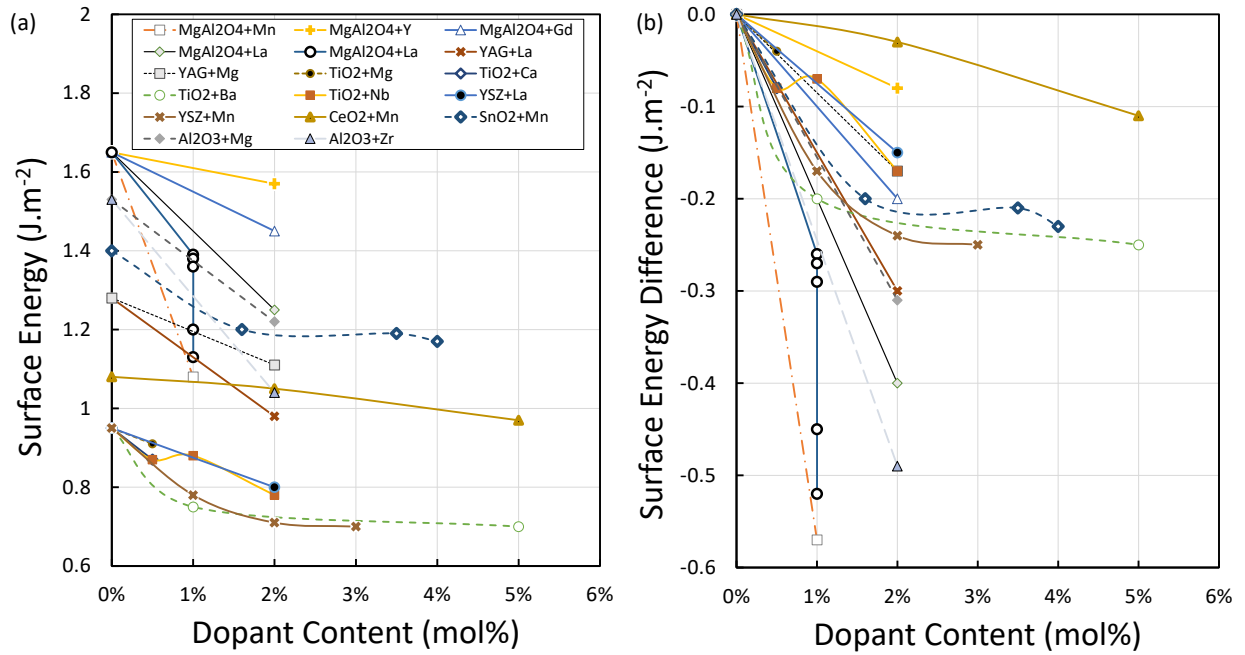 (a)
Surface Energy (J.m-2)
2
1.8
1.6
1.4
1.2
1
0.8
0.6
MgAl2O4+Mn MgAl2O4+Y MgAl2O4+Gd
MgAl2O4+La MgAl2O4+La YAG+La
YAG+Mg TiO2+Mg TiO2+Ca
TiO2+Ba TiO2+Nb YSZ+La
YSZ+Mn CeO2+Mn SnO2+Mn
Al2O3+Mg Al2O3+Zr
0% 1% 2% 3% 4% 5% 6%
Dopant Content (mol%)
(b)
Surface Energy Difference (J.m-2)
0.0
-0.1
-0.2
-0.3
-0.4
-0.5
-0.6
0% 1% 2% 3% 4% 5% 6%
Dopant Content (mol%)